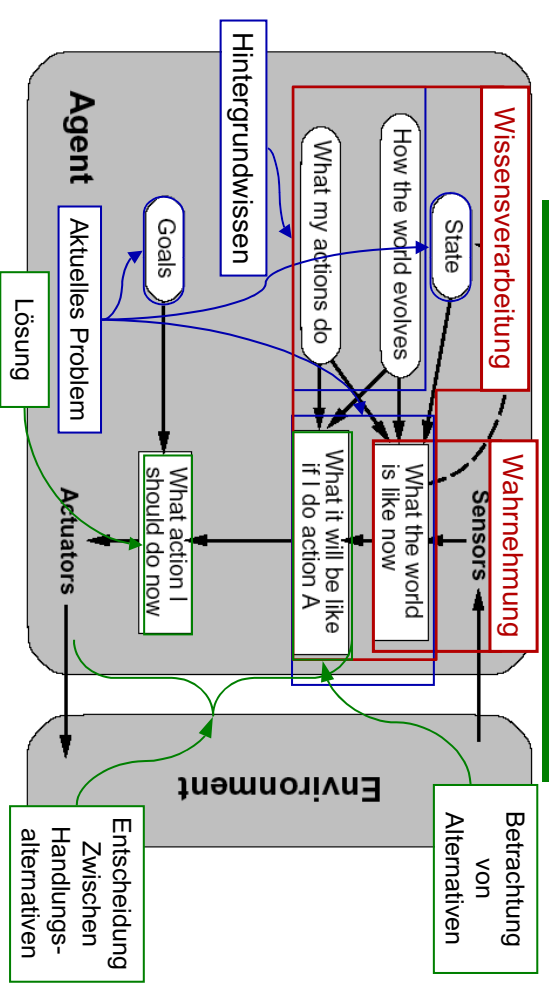 Wissensverarbeitung
Wahrnehmung
State
Sensors
How the world evolves
What the world
is like now
What my actions do
What it will be like
if I do action A
Hintergrundwissen
Goals
What action I
should do now
Agent
Aktuelles Problem
Actuators
Lösung
Environment
Betrachtung
von
Alternativen
Entscheidung
Zwischen
Handlungs-
alternativen